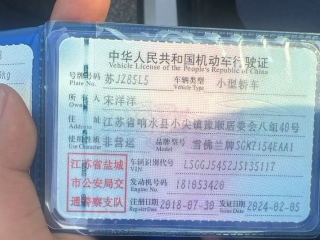 中华人民共和国机动车行驶证
Vehicle License of the People's Republic of China
号牌号码 苏JZ85L5 车辆类型 小型轿车
Plate No. Vehicle Type
所有人 宋洋洋
Owner
住址 江苏省响水县小尖镇豫顺居委会八组40号
Address
使用性质 非营运 品牌型号 雪佛兰牌SGK7154EAA1
Use Character Model
江苏省盐城
市公安局交
通警察支队
车辆识别代号
VIN
发动机号码 181053420
Engine No.
注册日期 2018-07-30 发证日期 2024-02-05
Register Date Issue Date